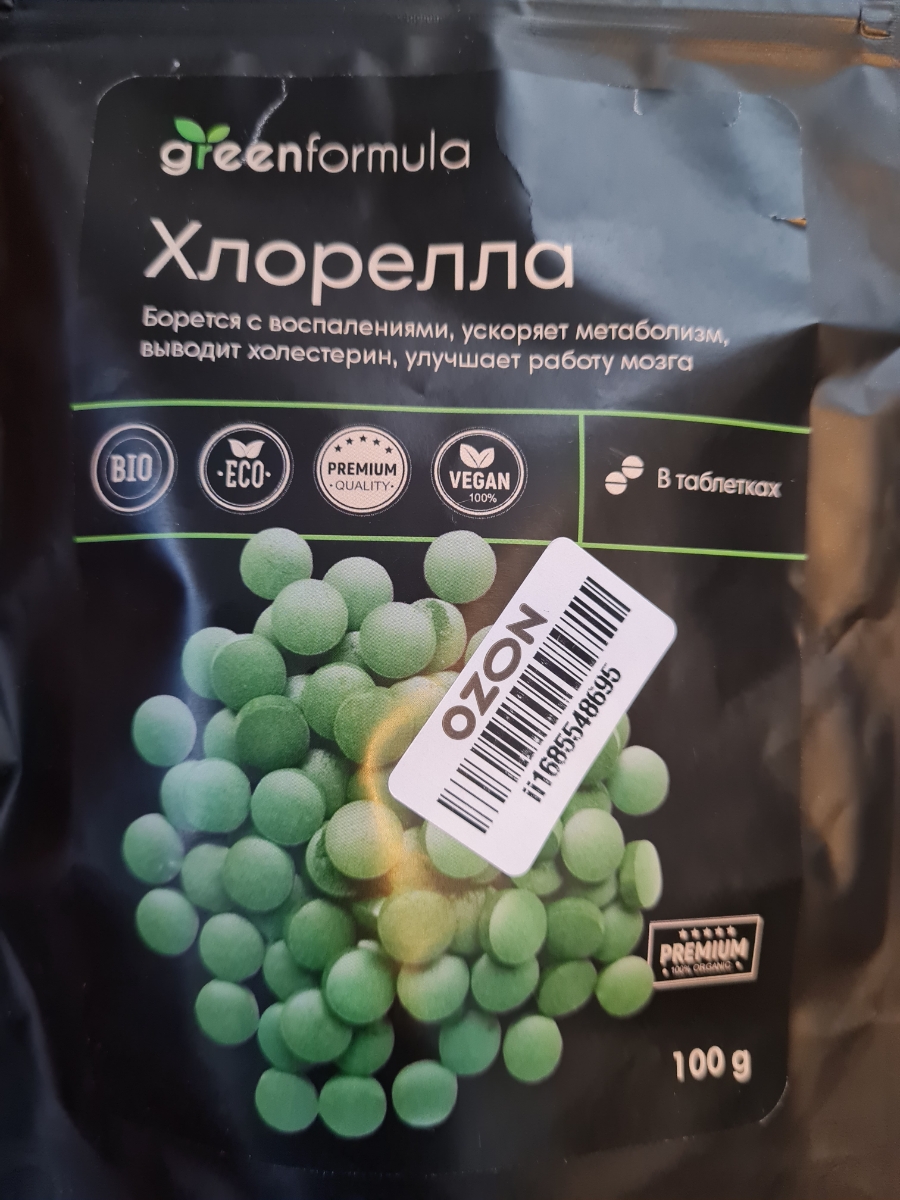 greenformula
Хлорелла
Борется с воспалениями, ускоряет метаболизм,
выводит холестерин, улучшает работу мозга
BIO
·ECO·
PREMIUM
·QUALITY·
VEGAN
100%
В таблетках
OZON
ii1685548695
PREMIUM
100% ORGANIC
100 g